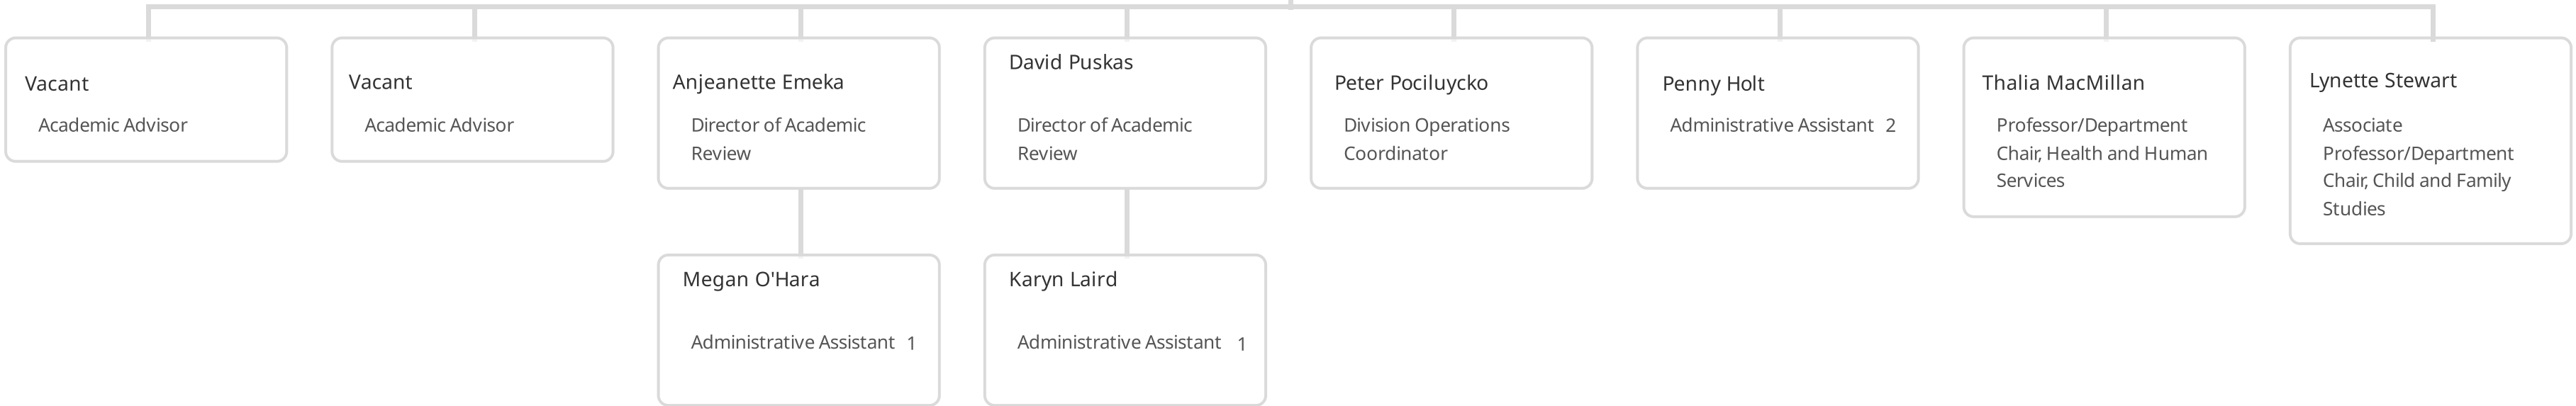 Vacant
Academic Advisor
Vacant
Academic Advisor
Anjeanette Emeka
Director of Academic
Review
David Puskas
Director of Academic
Review
Peter Pociluycko
Division Operations
Coordinator
Penny Holt
Administrative Assistant 2
Thalia MacMillan
Professor/Department
Chair, Health and Human
Services
Lynette Stewart
Associate
Professor/Department
Chair, Child and Family
Studies
Megan O'Hara
Administrative Assistant 1
Karyn Laird
Administrative Assistant 1